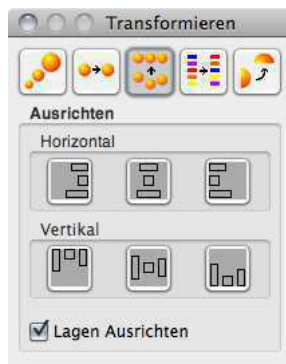 Transformieren
Ausrichten
Horizontal
Vertikal
Lagen Ausrichten